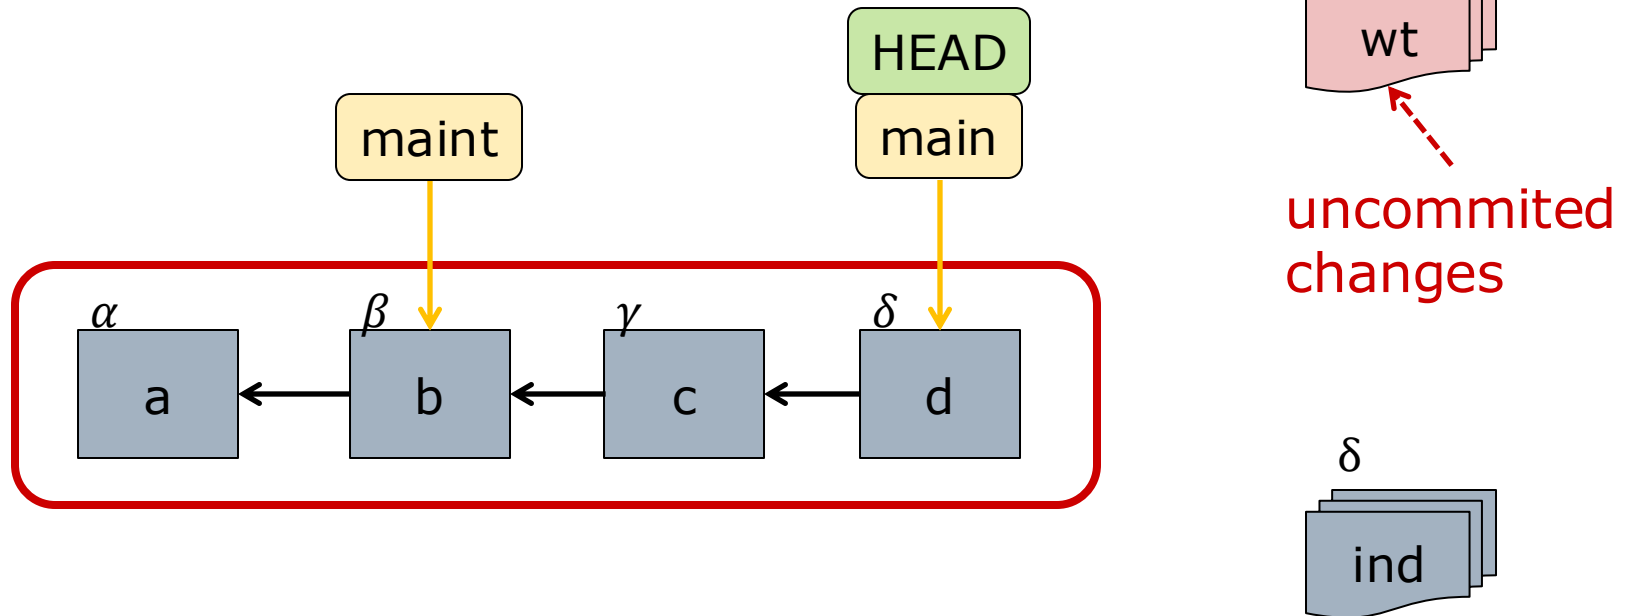 HEAD
wt
maint
main
uncommited
changes
α
β
γ
δ
a
b
c
d
δ
ind